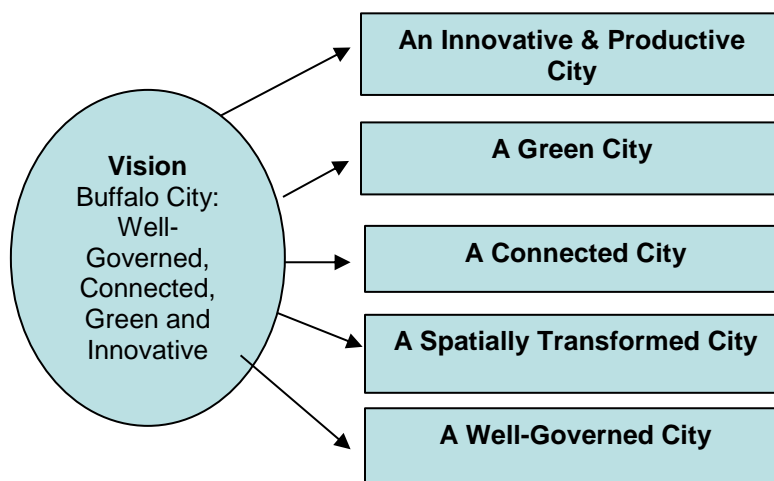 Vision
Buffalo City:
Well-
Governed,
Connected,
Green and
Innovative
An Innovative & Productive
City
A Green City
A Connected City
A Spatially Transformed City
A Well-Governed City